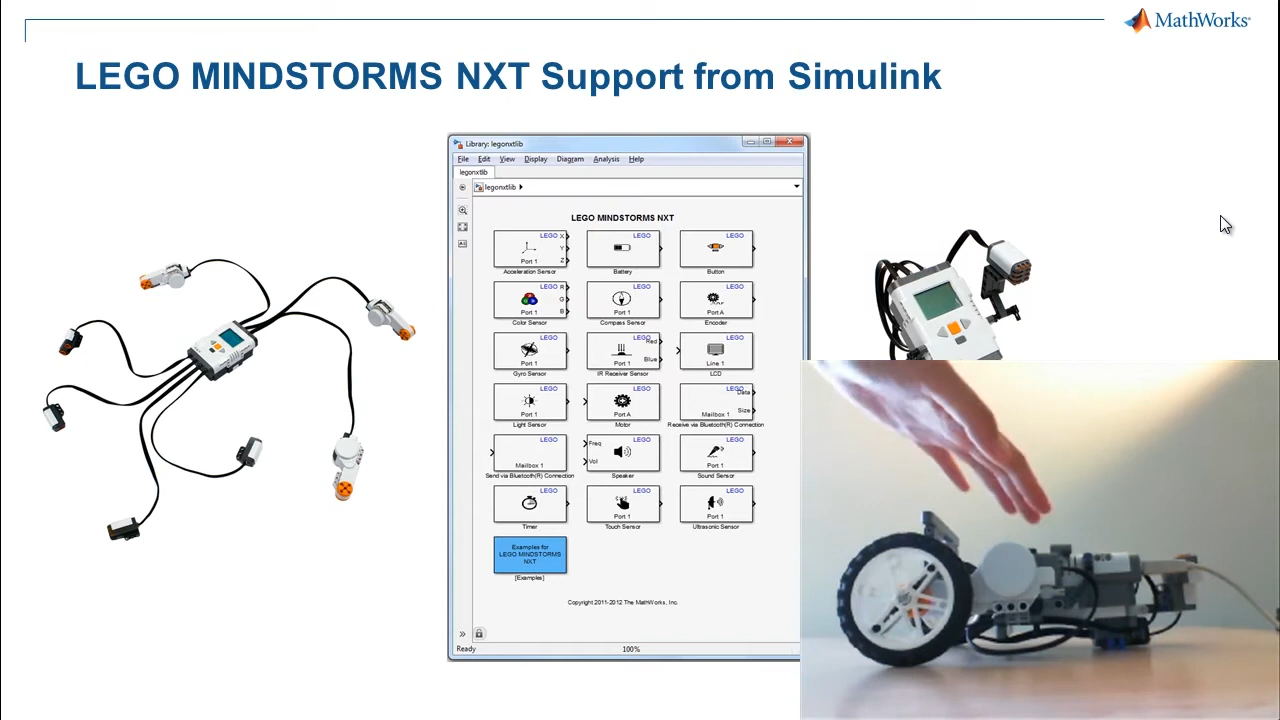 MathWorks®
LEGO MINDSTORMS NXT Support from Simulink
Library: legonxtlib
File Edit View Display Diagram Analysis Help
legonxtlib
legonxtlib
LEGO MINDSTORMS NXT
LEGO X Y Z Port 1
LEGO
LEGO
Acceleration Sensor Battery Button
LEGO R G B Port 1
LEGO Port 1
LEGO Port A
Color Sensor Compass Sensor Encoder
LEGO Port 1
LEGO Red Blue Port 1
LEGO Line 1
Gyro Sensor IR Receiver Sensor LCD
LEGO Port 1
LEGO Port A
LEGO Data Size Mailbox 1
Light Sensor Motor Receive via Bluetooth(R) Connection
LEGO Mailbox 1
Freq Vol LEGO
LEGO Port 1
Send via Bluetooth(R) Connection Speaker Sound Sensor
LEGO
LEGO Port 1
LEGO Port 1
Timer Touch Sensor Ultrasonic Sensor
Examples for
LEGO MINDSTORMS
NXT
[Examples]
Copyright 2011-2012 The MathWorks, Inc.
Ready 100%